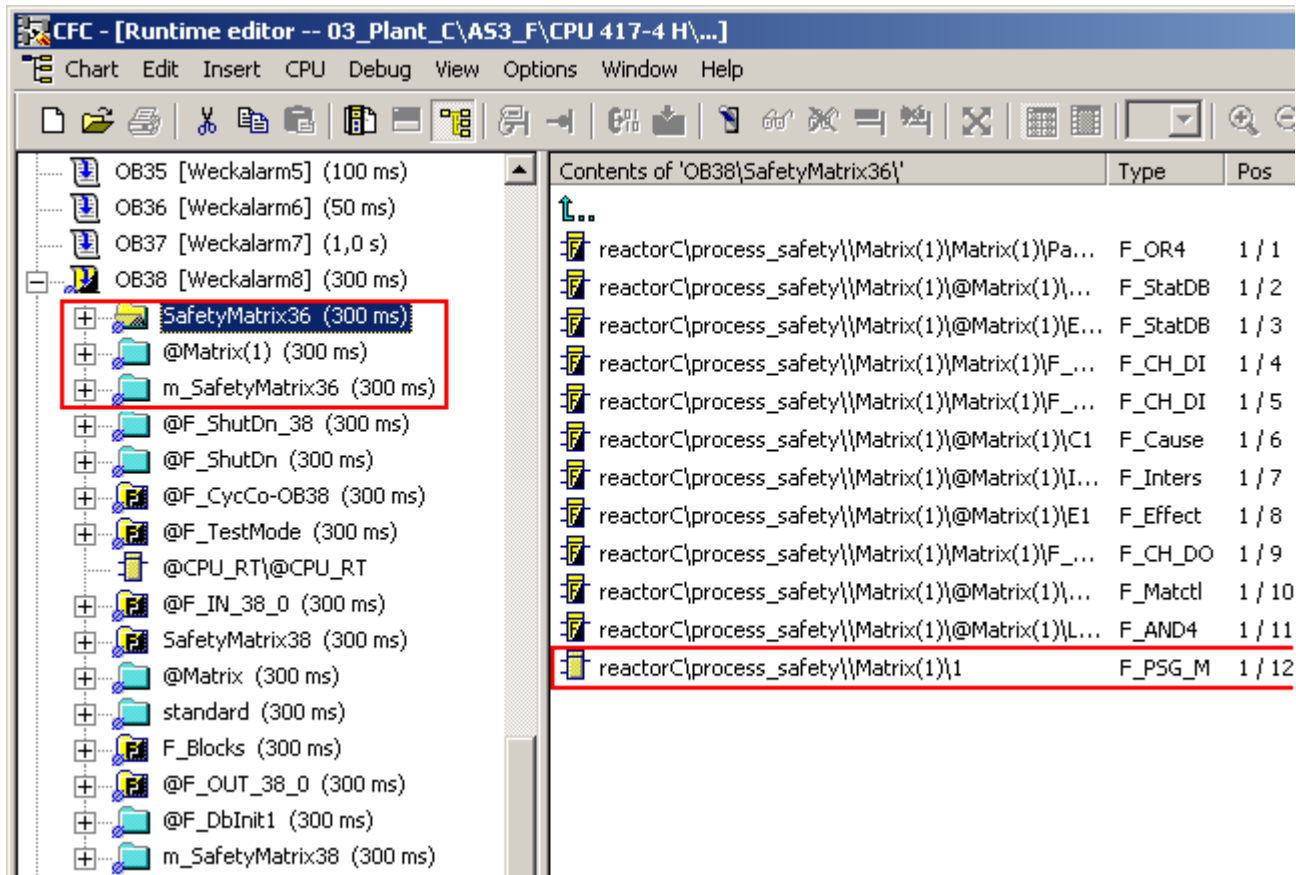 CFC - [Runtime editor -- 03_Plant_C\AS3_F\CPU 417-4 H\...]
Chart Edit Insert CPU Debug View Options Window Help
OB35 [Weckalarm5] (100 ms)
OB36 [Weckalarm6] (50 ms)
OB37 [Weckalarm7] (1,0 s)
OB38 [Weckalarm8] (300 ms)
SafetyMatrix36 (300 ms)
@Matrix(1) (300 ms)
m_SafetyMatrix36 (300 ms)
@F_ShutDn_38 (300 ms)
@F_ShutDn (300 ms)
@F_CycCo-OB38 (300 ms)
@F_TestMode (300 ms)
@CPU_RT\@CPU_RT
@F_IN_38_0 (300 ms)
SafetyMatrix38 (300 ms)
@Matrix (300 ms)
standard (300 ms)
F_Blocks (300 ms)
@F_OUT_38_0 (300 ms)
@F_DbInit1 (300 ms)
m_SafetyMatrix38 (300 ms)
Contents of 'OB38\SafetyMatrix36\' Type Pos
reactorC\process_safety\\Matrix(1)\Matrix(1)\Pa... F_OR4 1 / 1
reactorC\process_safety\\Matrix(1)\@Matrix(1)\... F_StatDB 1 / 2
reactorC\process_safety\\Matrix(1)\@Matrix(1)\E... F_StatDB 1 / 3
reactorC\process_safety\\Matrix(1)\Matrix(1)\F_... F_CH_DI 1 / 4
reactorC\process_safety\\Matrix(1)\Matrix(1)\F_... F_CH_DI 1 / 5
reactorC\process_safety\\Matrix(1)\@Matrix(1)\C1 F_Cause 1 / 6
reactorC\process_safety\\Matrix(1)\@Matrix(1)\I... F_Inters 1 / 7
reactorC\process_safety\\Matrix(1)\@Matrix(1)\E1 F_Effect 1 / 8
reactorC\process_safety\\Matrix(1)\Matrix(1)\F_... F_CH_DO 1 / 9
reactorC\process_safety\\Matrix(1)\@Matrix(1)\... F_Matctl 1 / 10
reactorC\process_safety\\Matrix(1)\@Matrix(1)\L... F_AND4 1 / 11
reactorC\process_safety\\Matrix(1)\1 F_PSG_M 1 / 12